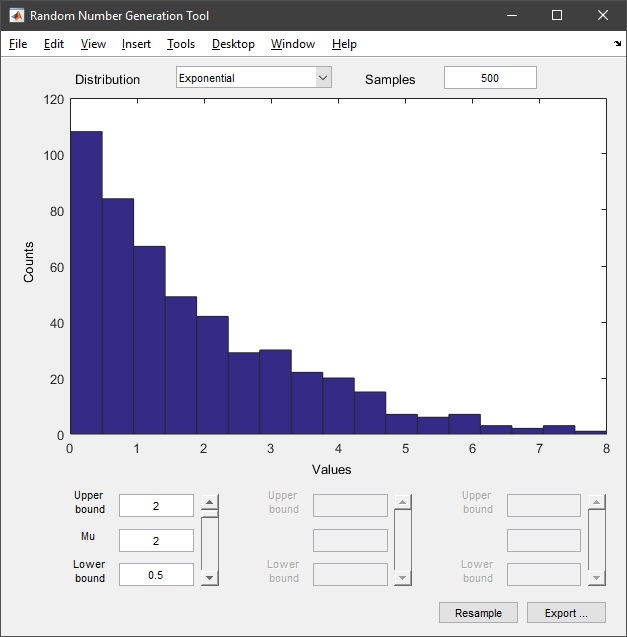 Random Number Generation Tool
File Edit View Insert Tools Desktop Window Help
Distribution Exponential Samples 500
120
100
80
60
40
20
0
Counts
0 1 2 3 4 5 6 7 8
Values
Upper bound 2
Mu 2
Lower bound 0.5
Upper bound
Lower bound
Upper bound
Lower bound
Resample Export ...